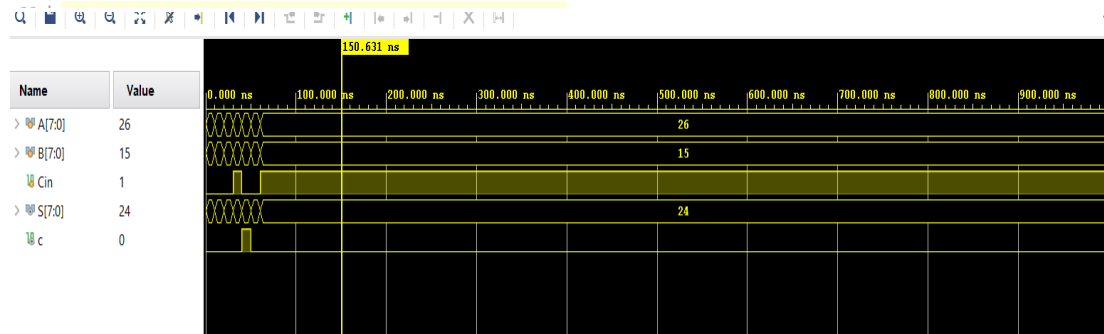 150.631 ns
Name Value
0.000 ns 100.000 ns 200.000 ns 300.000 ns 400.000 ns 500.000 ns 600.000 ns 700.000 ns 800.000 ns 900.000 ns
A[7:0] 26 26
B[7:0] 15 15
Cin 1
S[7:0] 24 24
c 0